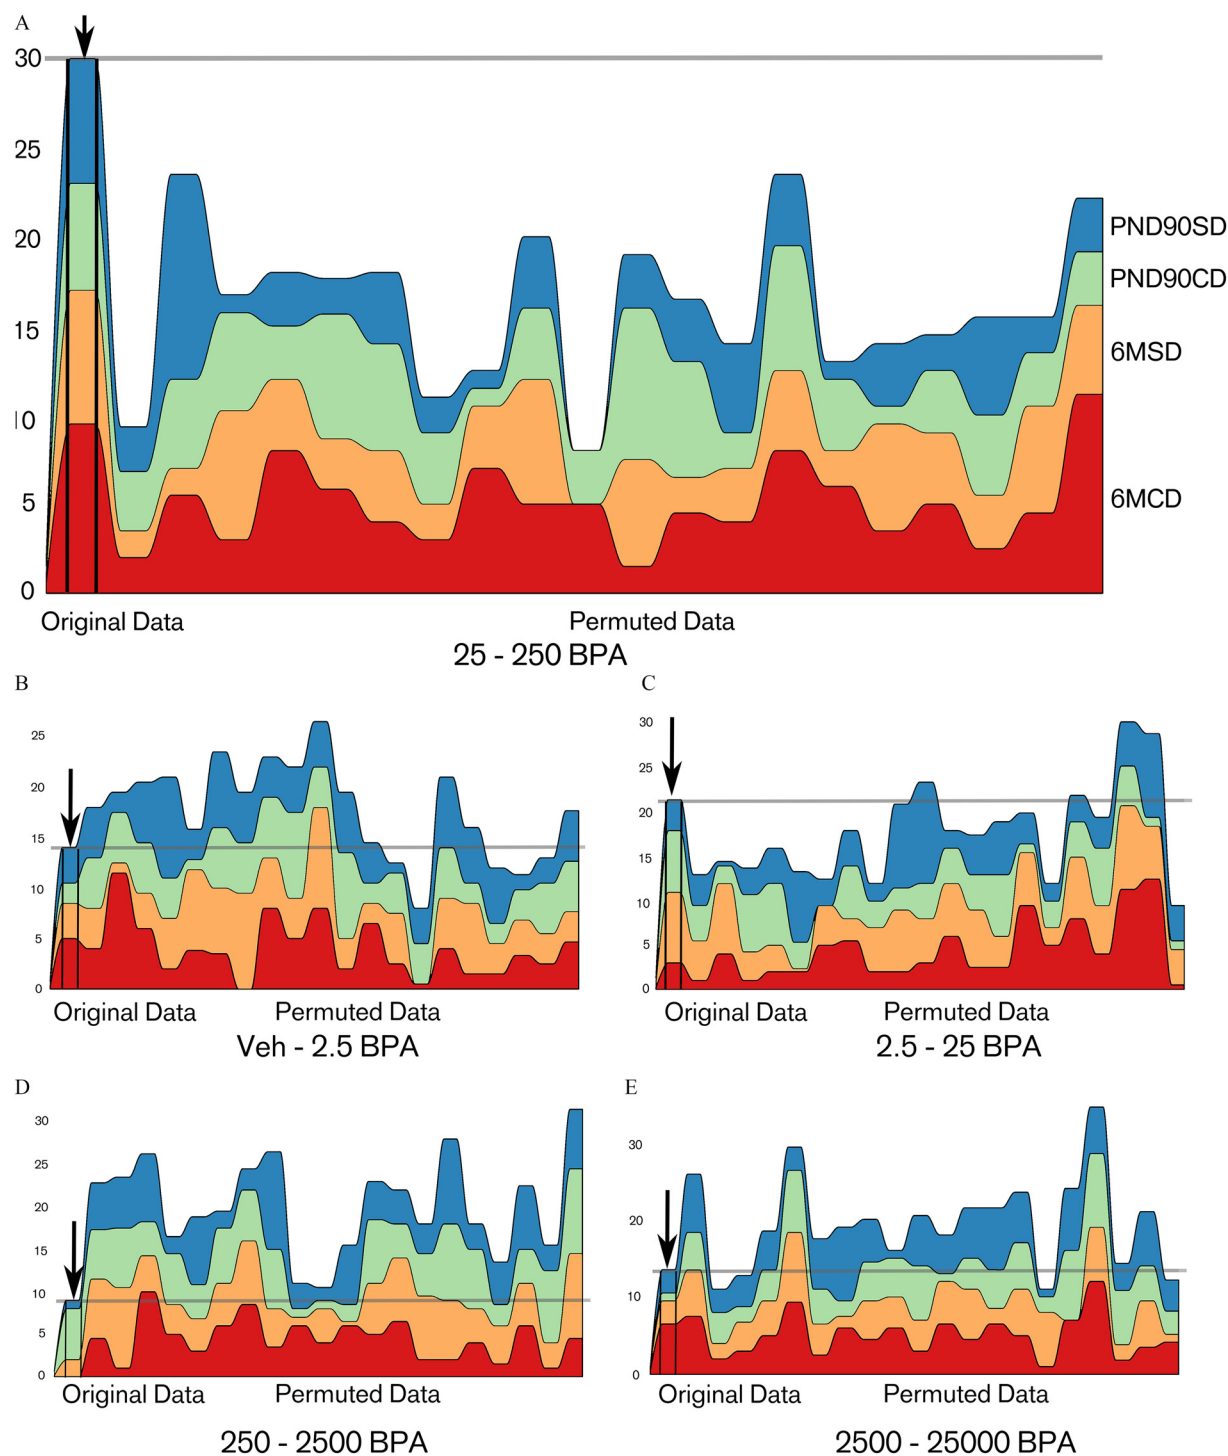 A
30
25
20
15
10
5
0
PND90SD
PND90CD
6MSD
6MCD
Original Data Permuted Data
25 - 250 BPA
B
25
20
15
10
5
0
Original Data Permuted Data
Veh - 2.5 BPA
C
30
25
20
15
10
5
0
Original Data Permuted Data
2.5 - 25 BPA
D
30
25
20
15
10
5
0
Original Data Permuted Data
250 - 2500 BPA
E
30
20
10
0
Original Data Permuted Data
2500 - 25000 BPA